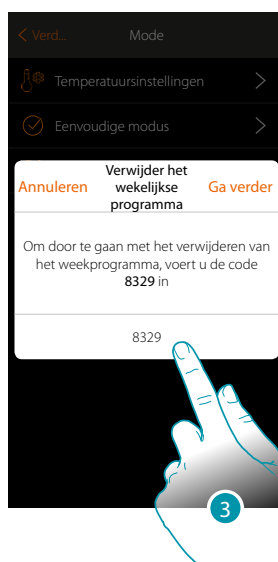 Verd... Mode
Temperatuursinstellingen
Eenvoudige modus
Annuleren Verwijder het wekelijkse programma Ga verder
Om door te gaan met het verwijderen van
het weekprogramma, voert u de code
8329 in
8329
3